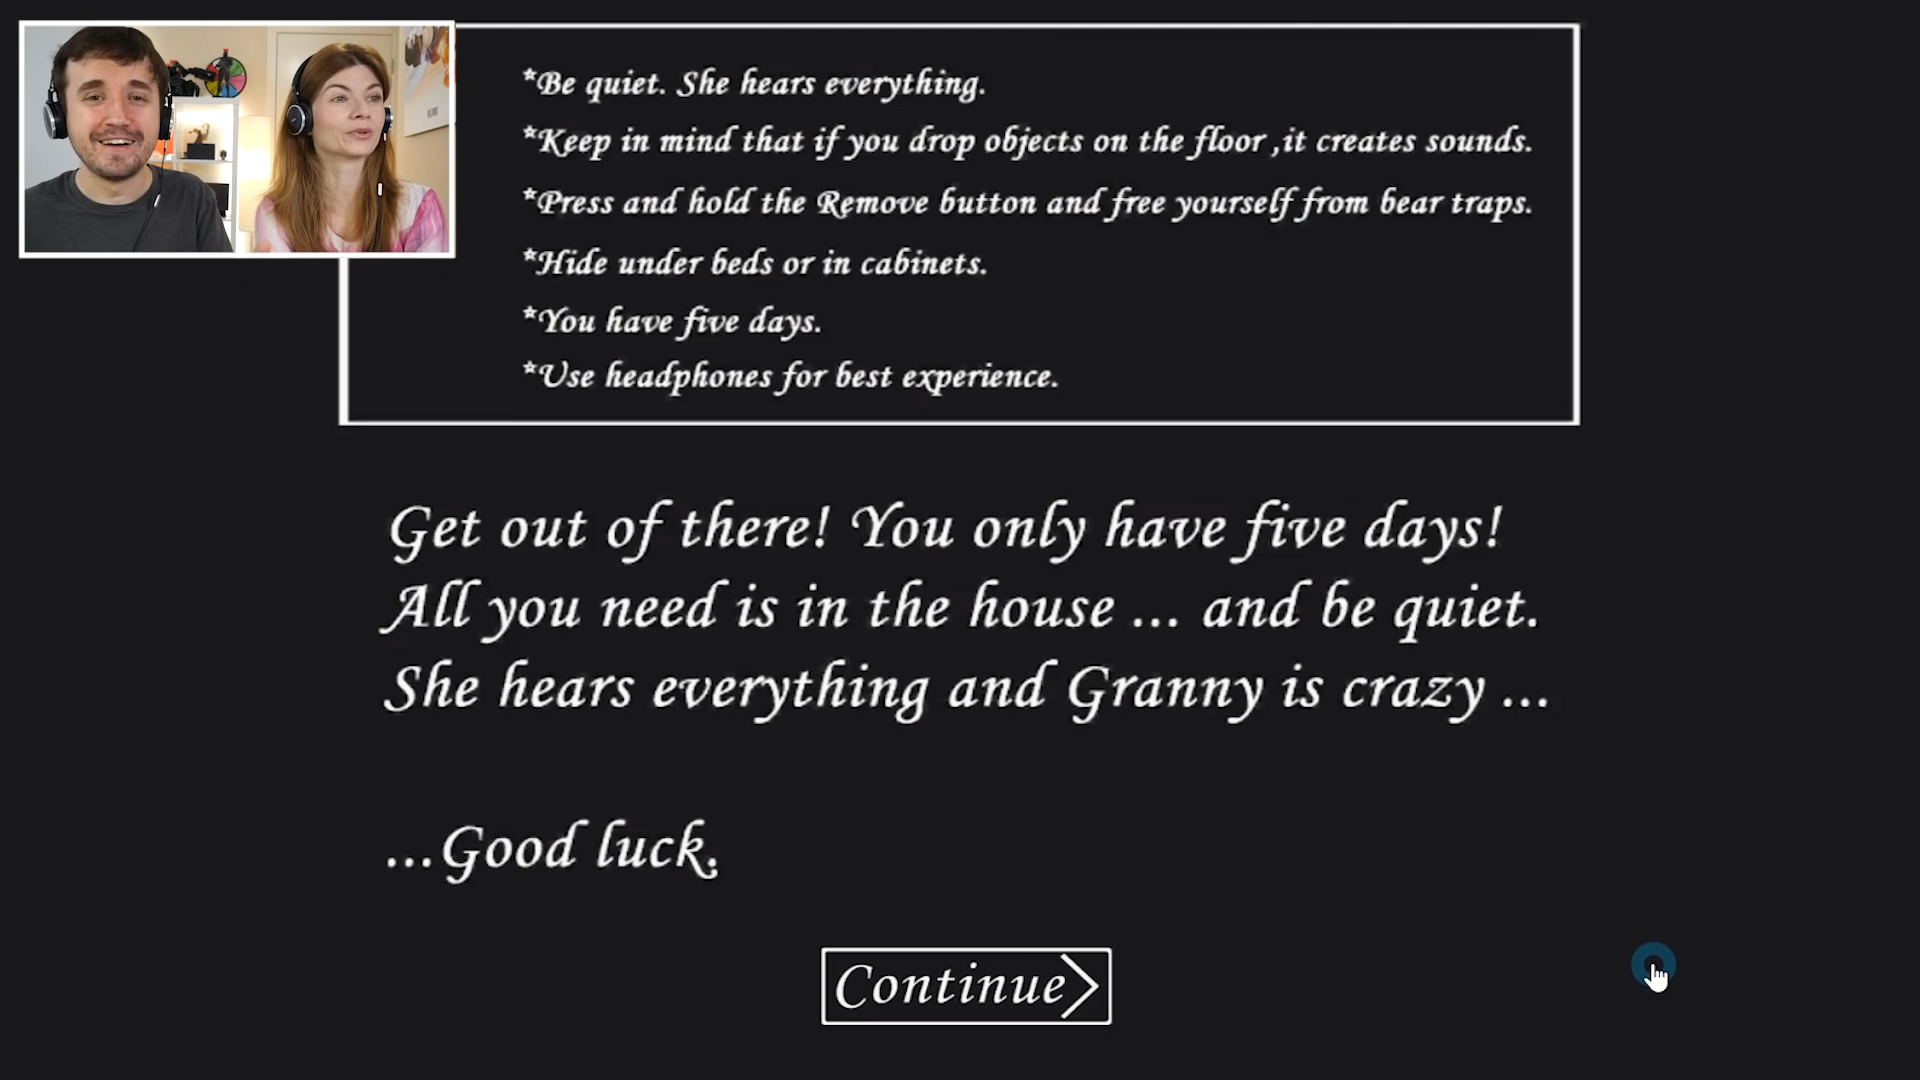 *Be quiet. She hears everything.
*Keep in mind that if you drop objects on the floor ,it creates sounds.
*Press and hold the Remove button and free yourself from bear traps.
*Hide under beds or in cabinets.
*You have five days.
*Use headphones for best experience.
Get out of there! You only have five days!
All you need is in the house ... and be quiet.
She hears everything and Granny is crazy ...
...Good luck.
Continue>